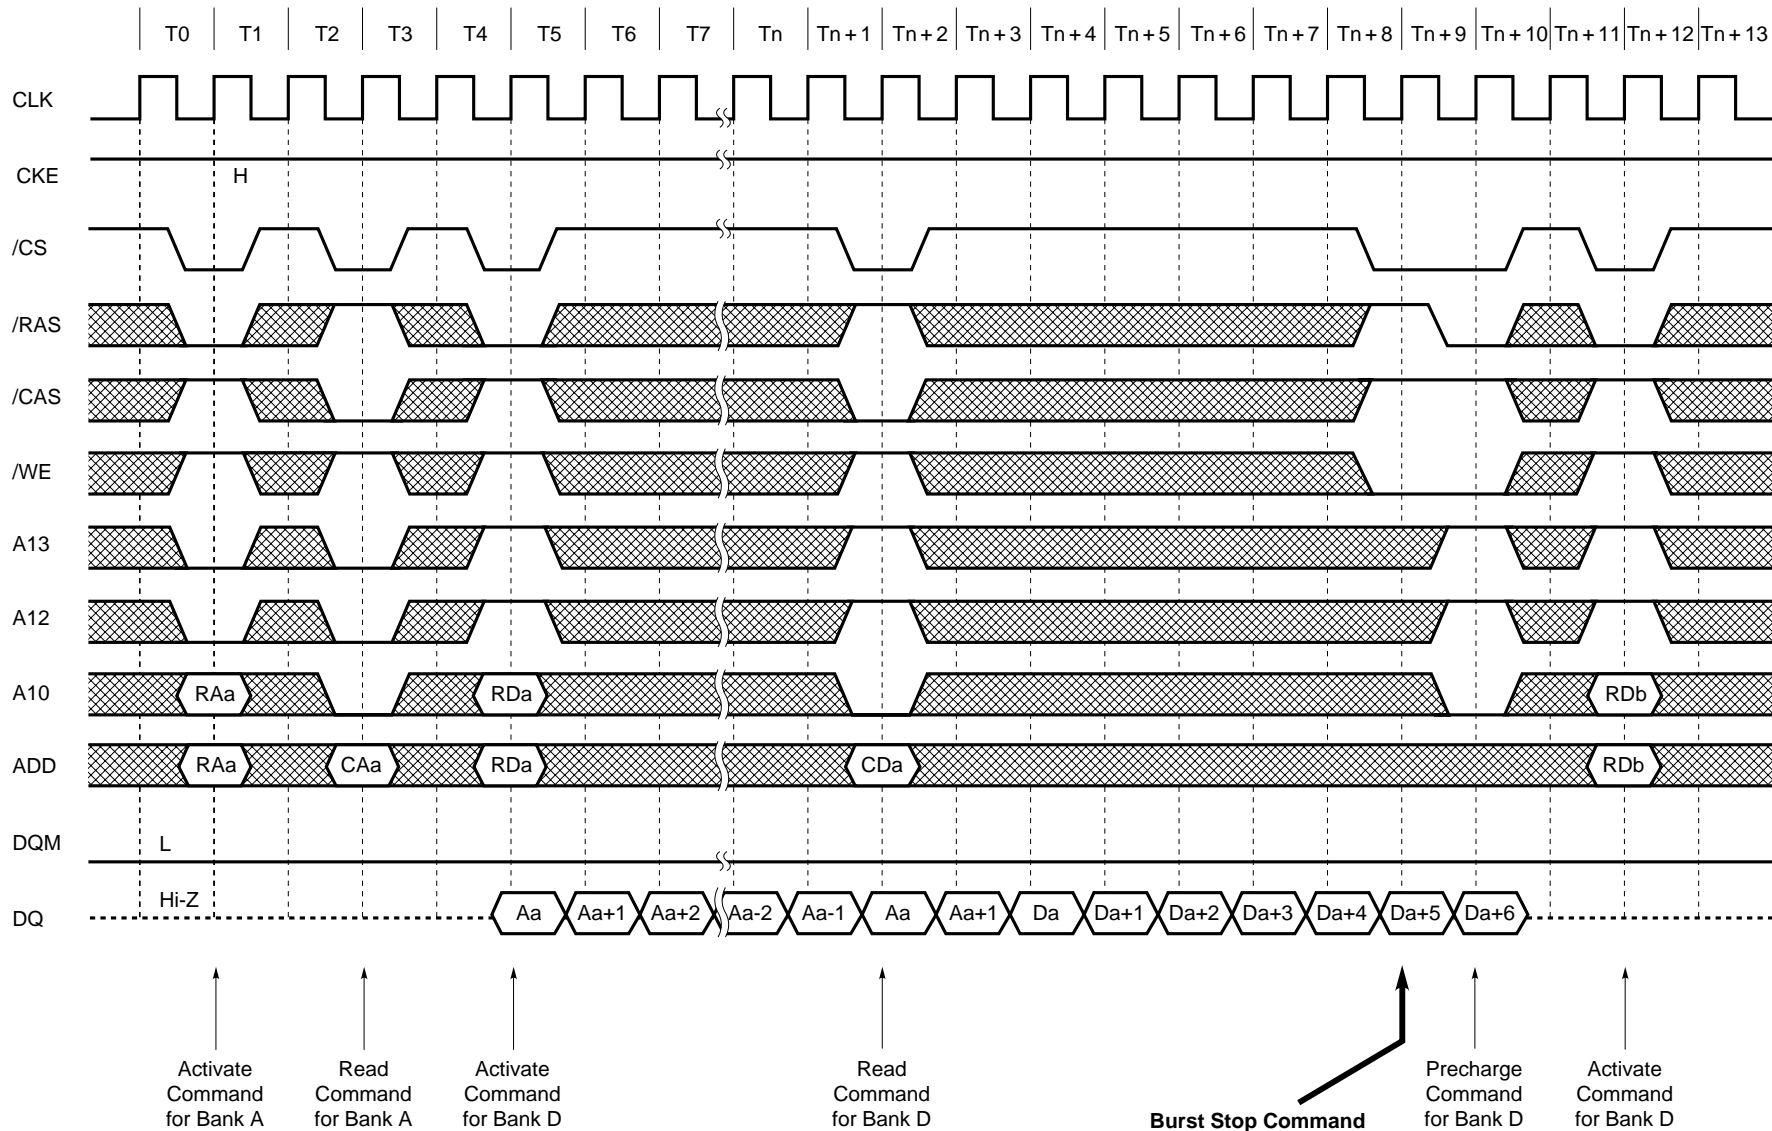 T0 T1 T2 T3 T4 T5 T6 T7 Tn Tn + 1 Tn + 2 Tn + 3 Tn + 4 Tn + 5 Tn + 6 Tn + 7 Tn + 8 Tn + 9 Tn + 10 Tn + 11 Tn + 12 Tn + 13
CLK
CKE H
/CS
/RAS
/CAS
/WE
A13
A12
A10 RAa RDa RDb
ADD RAa CAa RDa CDa RDb
DQM L
Hi-Z
DQ Aa Aa+1 Aa+2 Aa-2 Aa-1 Aa Aa+1 Da Da+1 Da+2 Da+3 Da+4 Da+5 Da+6
Activate
Command
for Bank A
Read
Command
for Bank A
Activate
Command
for Bank D
Read
Command
for Bank D
Burst Stop Command
Precharge
Command
for Bank D
Activate
Command
for Bank D